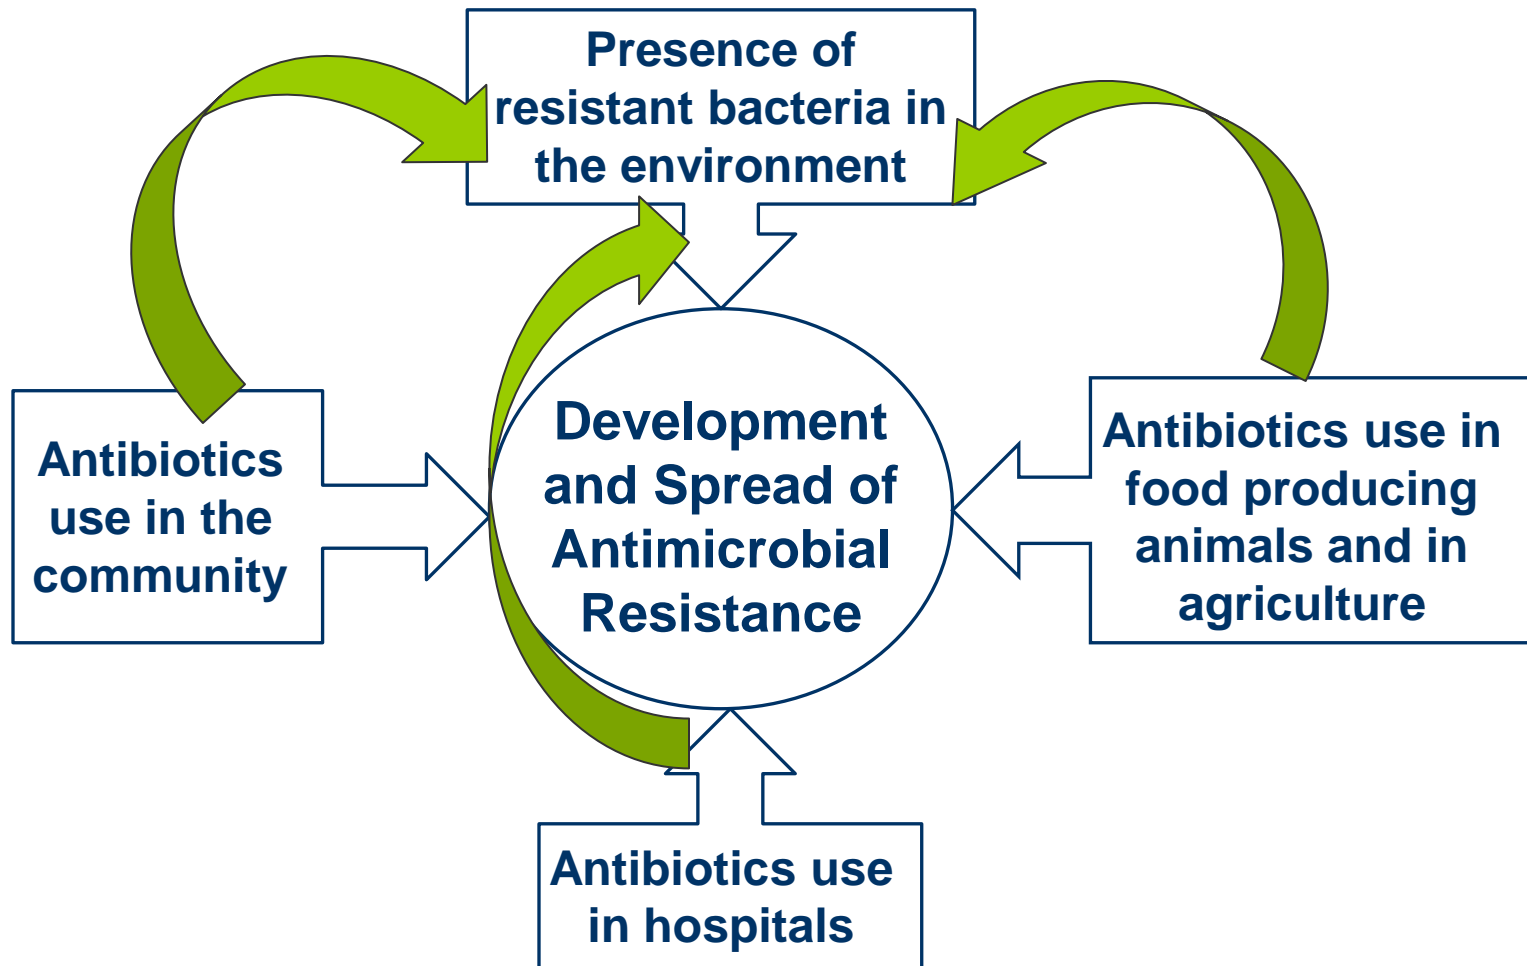 Presence of
resistant bacteria in
the environment
Antibiotics
use in the
community
Development
and Spread of
Antimicrobial
Resistance
Antibiotics use in
food producing
animals and in
agriculture
Antibiotics use
in hospitals